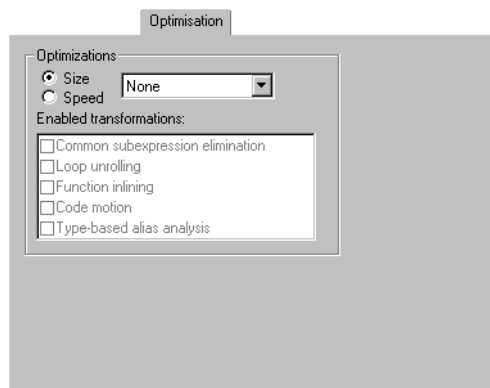 Optimisation
Optimizations
Size
None
Speed
Enabled transformations:
Common subexpression elimination
Loop unrolling
Function inlining
Code motion
Type-based alias analysis